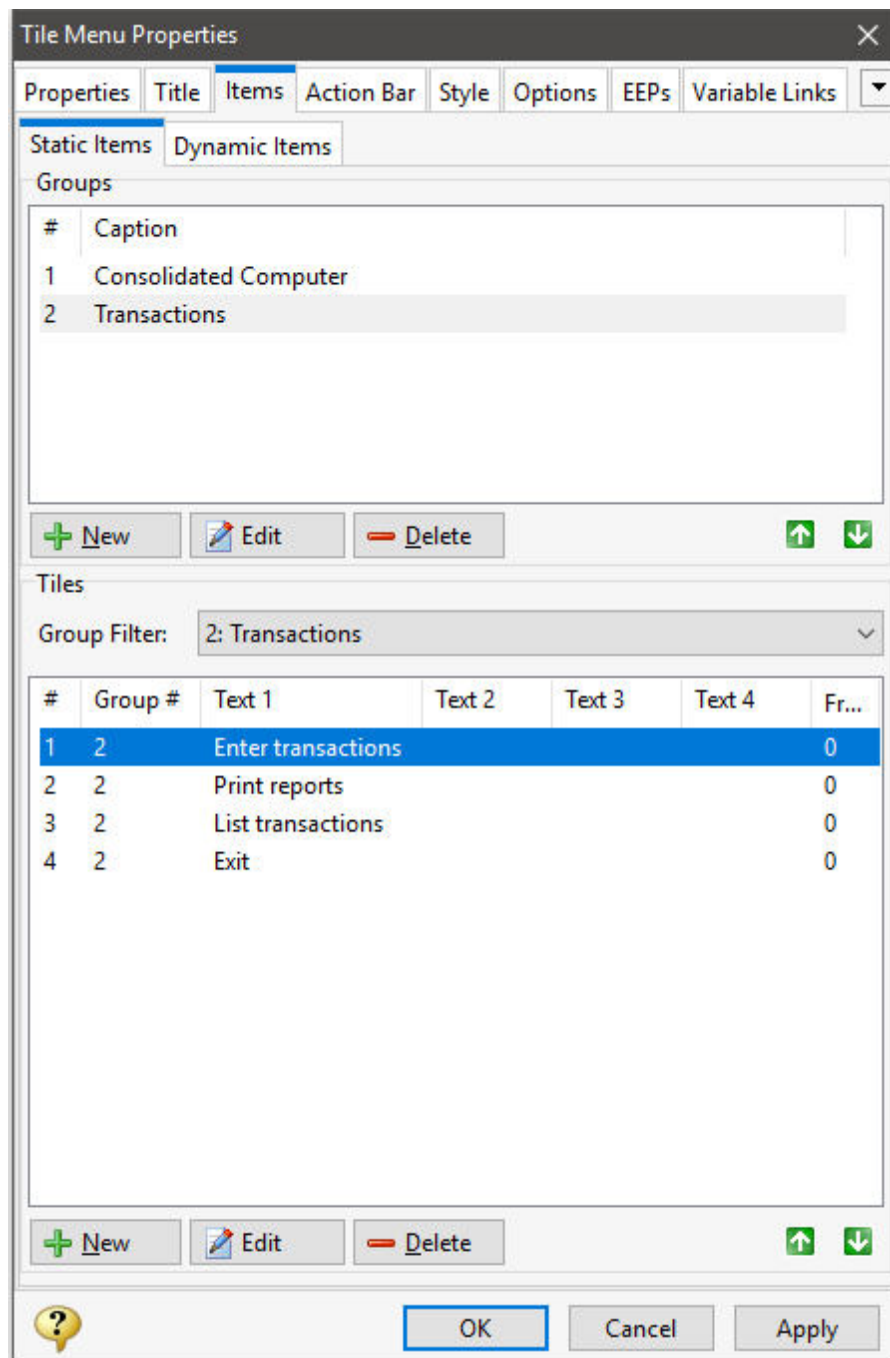 Tile Menu Properties
Properties Title Items Action Bar Style Options EEPs Variable Links
Static Items Dynamic Items
Groups
# Caption
1 Consolidated Computer
2 Transactions
New Edit Delete
Tiles
Group Filter: 2: Transactions
# Group # Text 1 Text 2 Text 3 Text 4 Fr...
1 2 Enter transactions 0
2 2 Print reports 0
3 2 List transactions 0
4 2 Exit 0
New Edit Delete
? OK Cancel Apply